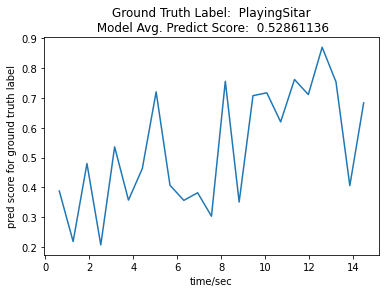 Ground Truth Label:  PlayingSitar
Model Avg. Predict Score:  0.52861136
pred score for ground truth label
0.9
0.8
0.7
0.6
0.5
0.4
0.3
0.2
0 2 4 6 8 10 12 14
time/sec